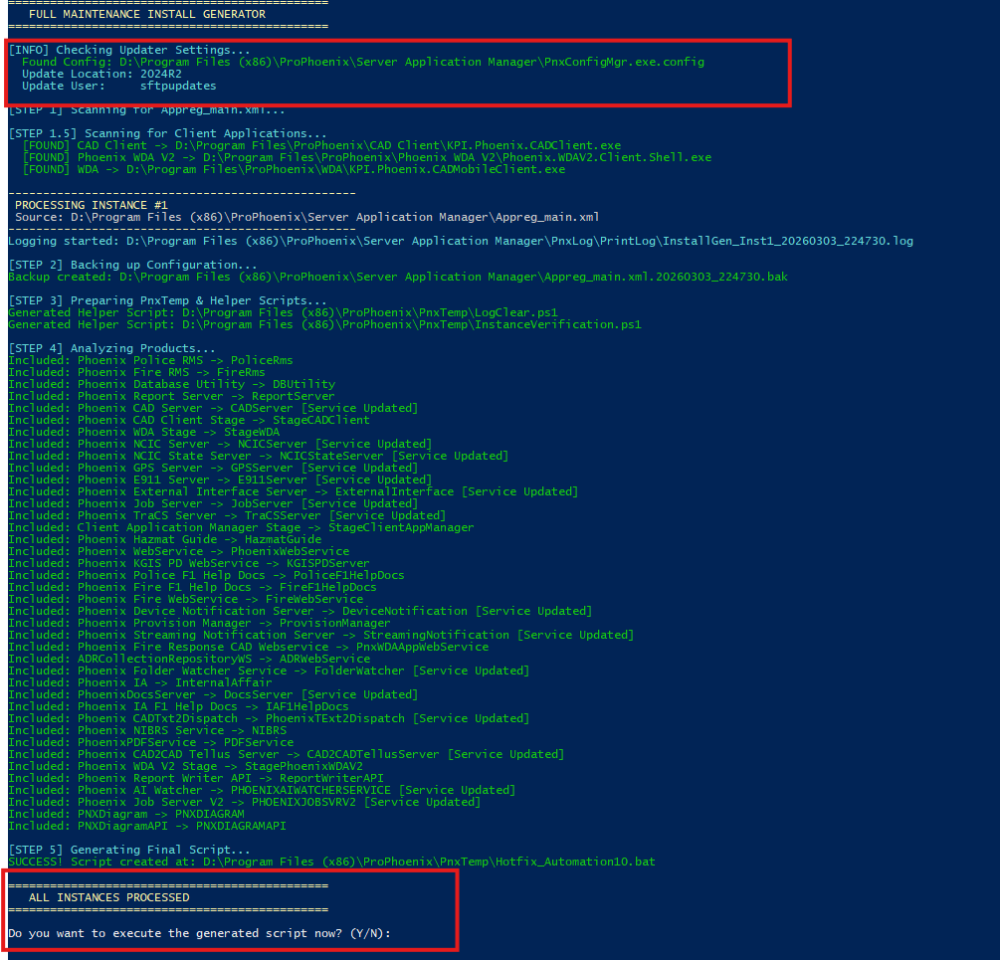 ==============================================
FULL MAINTENANCE INSTALL GENERATOR
==============================================
[INFO] Checking Updater Settings...
Found Config: D:\Program Files (x86)\ProPhoenix\Server Application Manager\PnxConfigMgr.exe.config
Update Location: 2024R2
Update User: sftpupdates
[STEP 1] Scanning for Appreg_main.xml...
[STEP 1.5] Scanning for Client Applications...
[FOUND] CAD Client -> D:\Program Files\ProPhoenix\CAD Client\KPI.Phoenix.CADClient.exe
[FOUND] Phoenix WDA V2 -> D:\Program Files\ProPhoenix\Phoenix WDA V2\Phoenix.WDAV2.Client.Shell.exe
[FOUND] WDA -> D:\Program Files\ProPhoenix\WDA\KPI.Phoenix.CADMobileClient.exe
--------------------------------------------------
PROCESSING INSTANCE #1
Source: D:\Program Files (x86)\ProPhoenix\Server Application Manager\Appreg_main.xml
--------------------------------------------------
Logging started: D:\Program Files (x86)\ProPhoenix\Server Application Manager\PnxLog\PrintLog\InstallGen_Inst1_20260303_224730.log
[STEP 2] Backing up Configuration...
Backup created: D:\Program Files (x86)\ProPhoenix\Server Application Manager\Appreg_main.xml.20260303_224730.bak
[STEP 3] Preparing PnxTemp & Helper Scripts...
Generated Helper Script: D:\Program Files (x86)\ProPhoenix\PnxTemp\LogClear.ps1
Generated Helper Script: D:\Program Files (x86)\ProPhoenix\PnxTemp\InstanceVerification.ps1
[STEP 4] Analyzing Products...
Included: Phoenix Police RMS -> PoliceRms
Included: Phoenix Fire RMS -> FireRms
Included: Phoenix Database Utility -> DBUtility
Included: Phoenix Report Server -> ReportServer
Included: Phoenix CAD Server -> CADServer [Service Updated]
Included: Phoenix CAD Client Stage -> StageCADClient
Included: Phoenix WDA Stage -> StageWDA
Included: Phoenix NCIC Server -> NCICServer [Service Updated]
Included: Phoenix NCIC State Server -> NCICStateServer [Service Updated]
Included: Phoenix GPS Server -> GPSServer [Service Updated]
Included: Phoenix E911 Server -> E911Server [Service Updated]
Included: Phoenix External Interface Server -> ExternalInterface [Service Updated]
Included: Phoenix Job Server -> JobServer [Service Updated]
Included: Phoenix TraCS Server -> TraCSServer [Service Updated]
Included: Client Application Manager Stage -> StageClientAppManager
Included: Phoenix Hazmat Guide -> HazmatGuide
Included: Phoenix WebService -> PhoenixWebService
Included: Phoenix KGIS PD WebService -> KGISPDServer
Included: Phoenix Police F1 Help Docs -> PoliceF1HelpDocs
Included: Phoenix Fire F1 Help Docs -> FireF1HelpDocs
Included: Phoenix Fire WebService -> FireWebService
Included: Phoenix Device Notification Server -> DeviceNotification [Service Updated]
Included: Phoenix Provision Manager -> ProvisionManager
Included: Phoenix Streaming Notification Server -> StreamingNotification [Service Updated]
Included: Phoenix Fire Response CAD Webservice -> PnxWDAAppWebService
Included: ADRCollectionRepositoryWS -> ADRWebService
Included: Phoenix Folder Watcher Service -> FolderWatcher [Service Updated]
Included: Phoenix IA -> InternalAffair
Included: PhoenixDocsServer -> DocsServer [Service Updated]
Included: Phoenix IA F1 Help Docs -> IAF1HelpDocs
Included: CADTxt2Dispatch -> PhoenixTExt2Dispatch [Service Updated]
Included: Phoenix NIBRS Service -> NIBRS
Included: PhoenixPDFService -> PDFService
Included: Phoenix CAD2CAD Tellus Server -> CAD2CADTellusServer [Service Updated]
Included: Phoenix WDA V2 Stage -> StagePhoenixWDAV2
Included: Phoenix Report Writer API -> ReportWriterAPI
Included: Phoenix AI Watcher -> PHOENIXAIWATCHERSERVICE [Service Updated]
Included: Phoenix Job Server V2 -> PHOENIXJOBSVRV2 [Service Updated]
Included: PNXDiagram -> PNXDIAGRAM
Included: PNXDiagramAPI -> PNXDIAGRAMAPI
[STEP 5] Generating Final Script...
SUCCESS! Script created at: D:\Program Files (x86)\ProPhoenix\PnxTemp\Hotfix_Automation10.bat
==============================================
ALL INSTANCES PROCESSED
==============================================
Do you want to execute the generated script now? (Y/N):